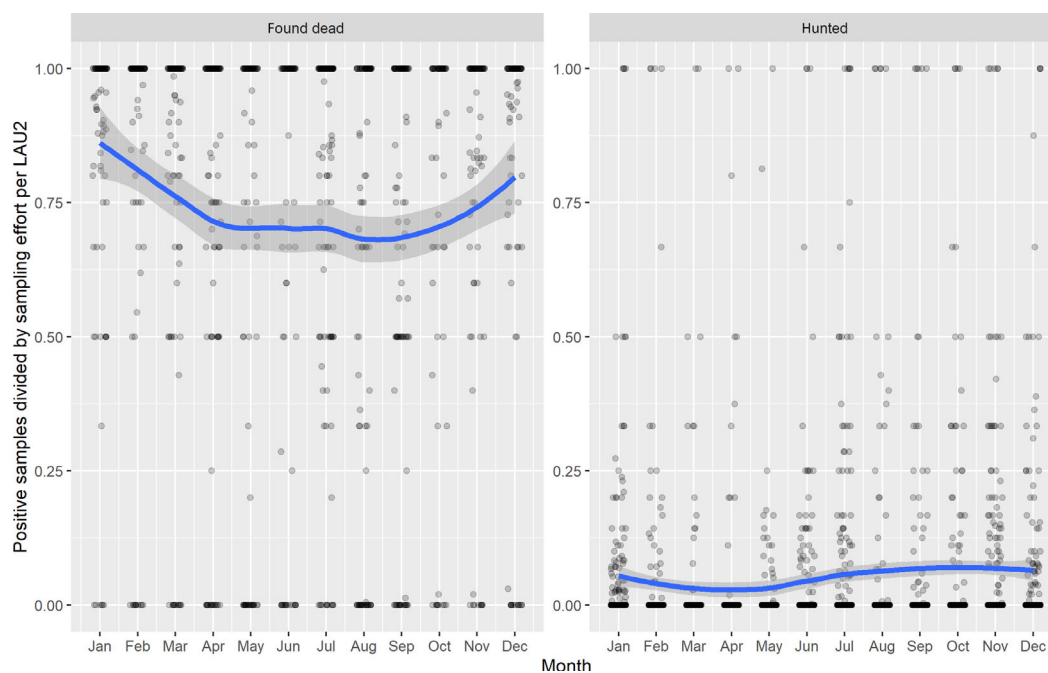 Found dead
Hunted
Positive samples divided by sampling effort per LAU2
1.00
0.75
0.50
0.25
0.00
1.00
0.75
0.50
0.25
0.00
Jan Feb Mar Apr May Jun Jul Aug Sep Oct Nov Dec
Jan Feb Mar Apr May Jun Jul Aug Sep Oct Nov Dec
Month